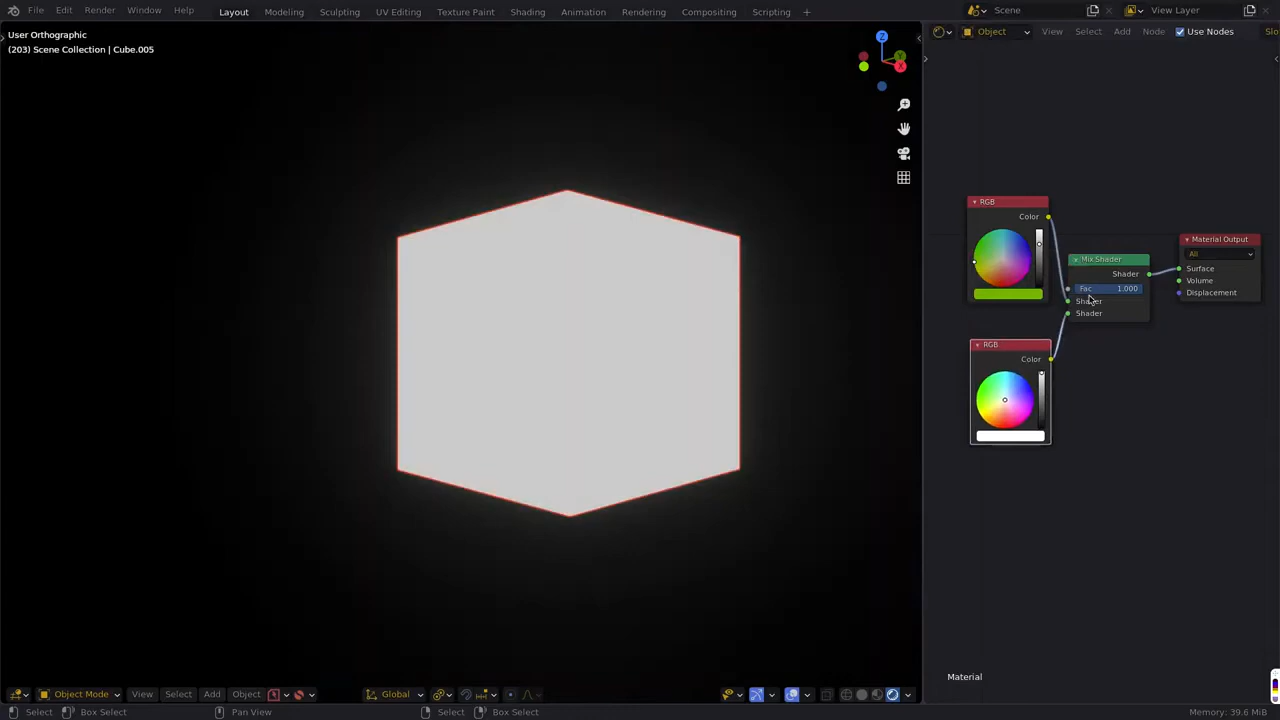 File Edit Render Window Help Layout Modeling Sculpting UV Editing Texture Paint Shading Animation Rendering Compositing Scripting + Scene View Layer
User Orthographic
(203) Scene Collection | Cube.005
Z
Y
X
Object View Select Add Node Use Nodes Slo
RGB
Color
Mix Shader
Shader
Fac 1.000
Shader
Shader
Material Output
All
Surface
Volume
Displacement
RGB
Color
Material
Object Mode View Select Add Object Global
Select Box Select Pan View Select Box Select Memory: 39.6 MiB